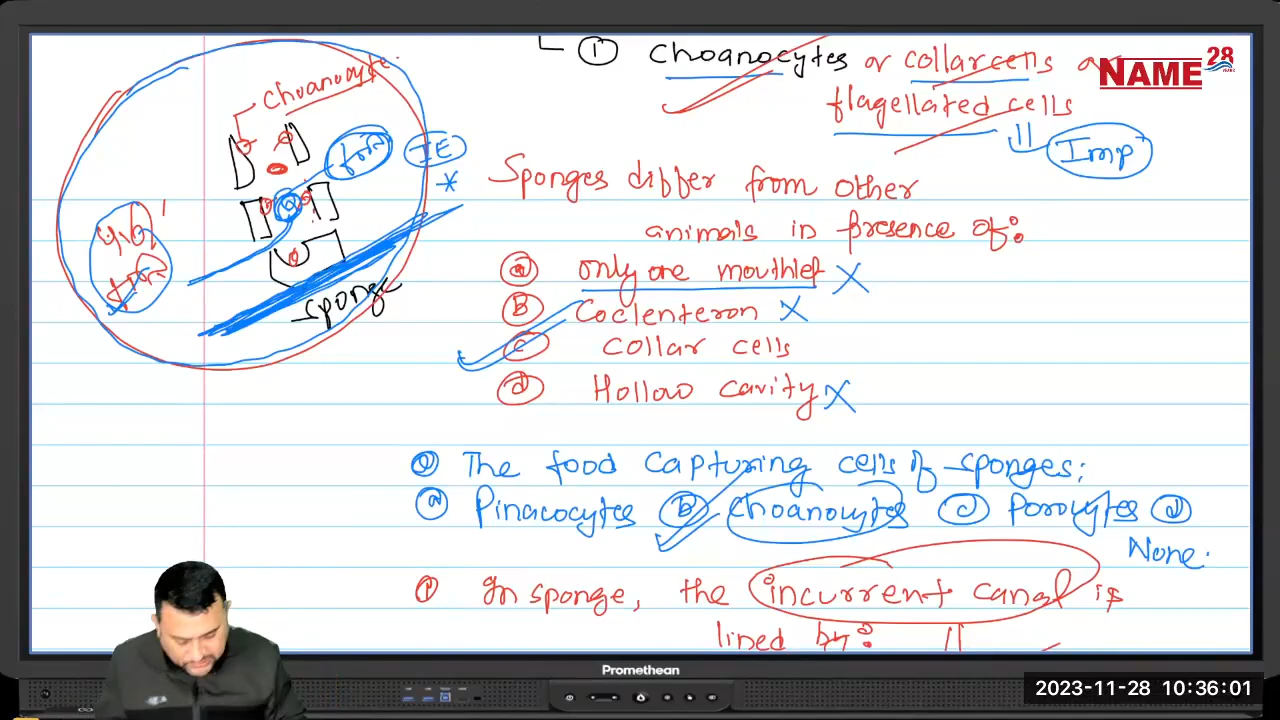 Choanocyte.
IE
Sponge
① Choanocytes or collar cells or
flagellated cells
Imp
NAME 28
Sponges differ from other
animals in presence of:
ⓐ only one mouthlet X
Ⓑ Coelenteron X
ⓒ Collar cells
ⓓ Hollow cavity X
The food capturing cells of sponges:
ⓐ Pinacocytes Ⓑ Choanocytes ⓒ Porocytes ⓓ
None.
In sponge, the incurrent canal is
lined by:
Promethean
2023-11-28 10:36:01